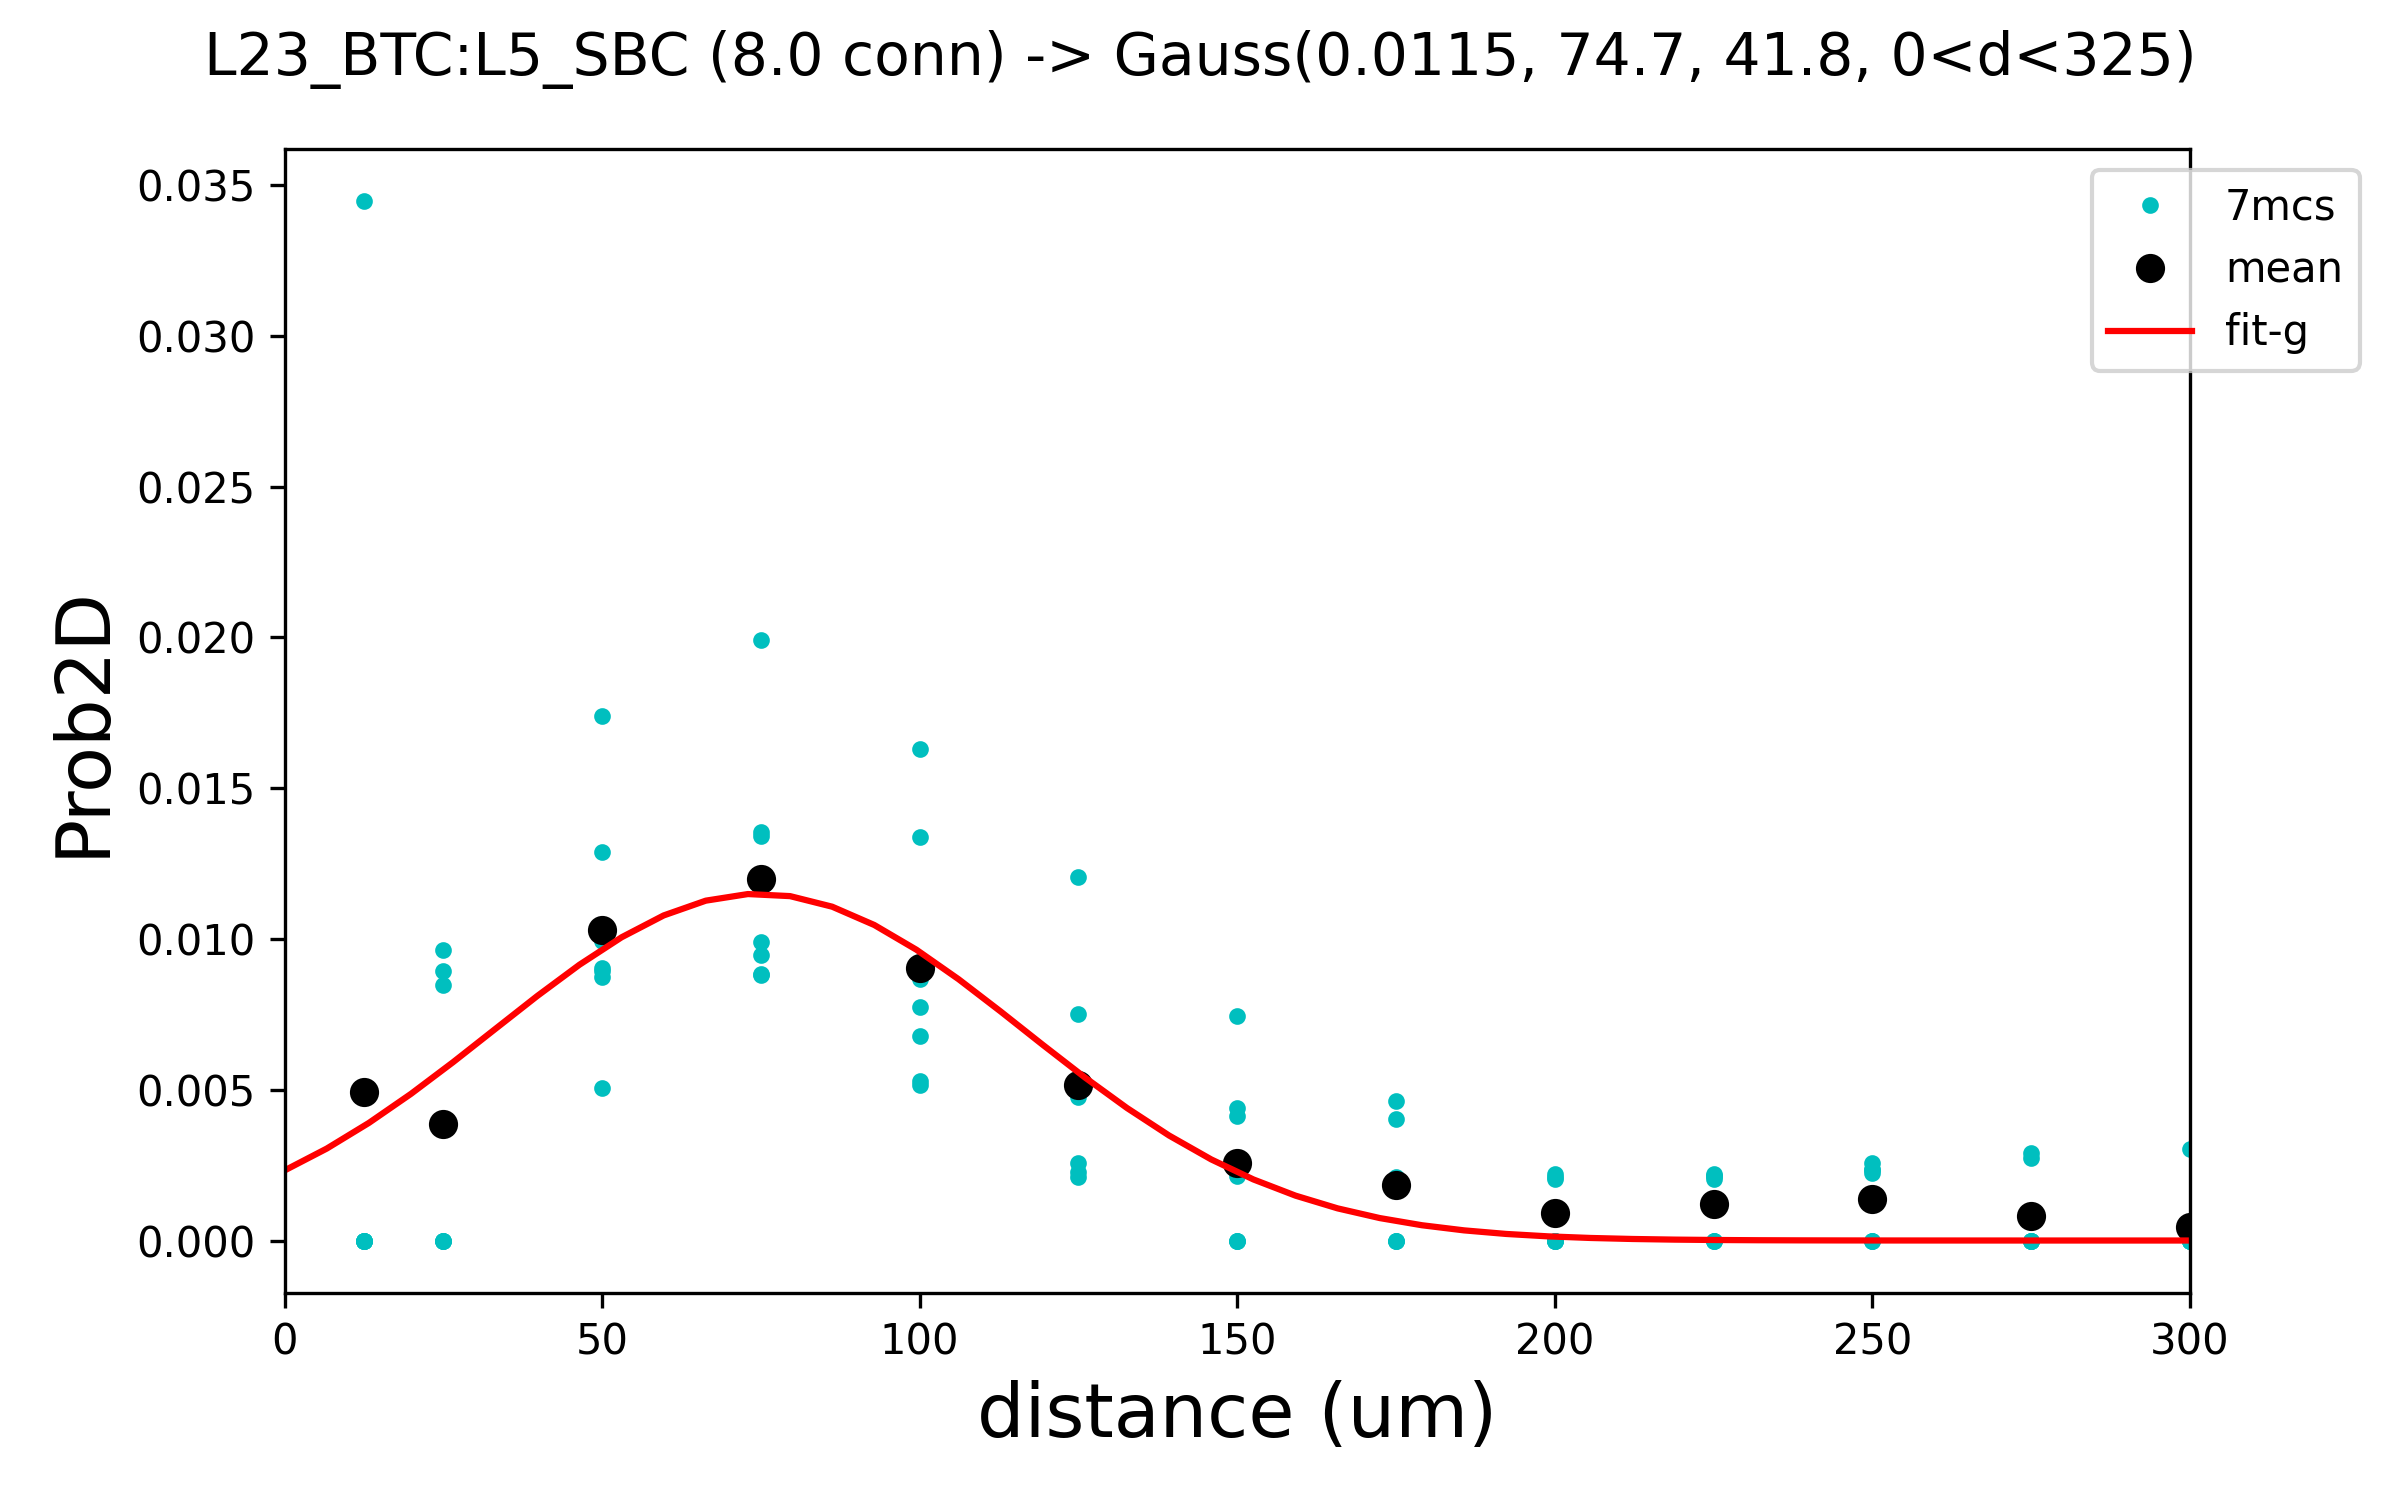 L23_BTC:L5_SBC (8.0 conn) -> Gauss(0.0115, 74.7, 41.8, 0<d<325)
7mcs
mean
fit-g
Prob2D
0.035
0.030
0.025
0.020
0.015
0.010
0.005
0.000
0
50
100
150
200
250
300
distance (um)